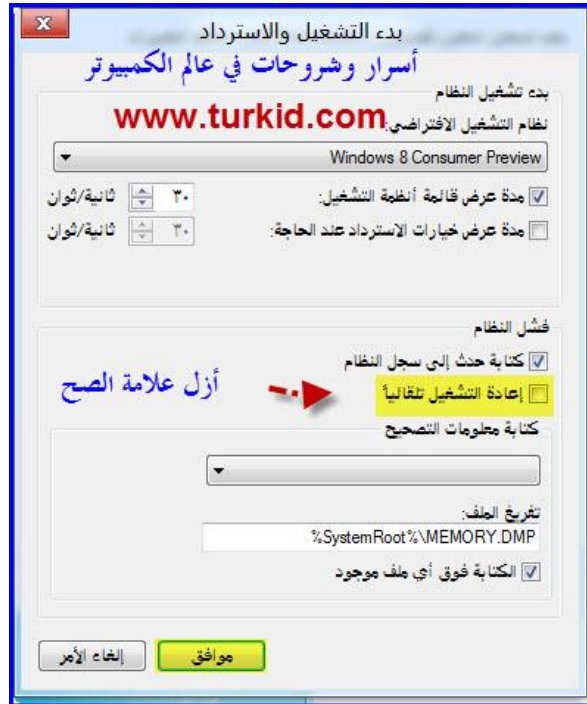 بدء التشغيل والاسترداد
أسرار وشروحات في عالم الكمبيوتر
بدء تشغيل النظام
نظام التشغيل الافتراضي:
www.turkid.com
Windows 8 Consumer Preview
مدة عرض قائمة أنظمة التشغيل: ٣٠ ثانية/ثوان
مدة عرض خيارات الاسترداد عند الحاجة: ٣٠ ثانية/ثوان
فشل النظام
كتابة حدث إلى سجل النظام
إعادة التشغيل تلقائياً
أزل علامة الصح
كتابة معلومات التصحيح
تفريغ الملف:
%SystemRoot%\MEMORY.DMP
الكتابة فوق أي ملف موجود
موافق
إلغاء الأمر